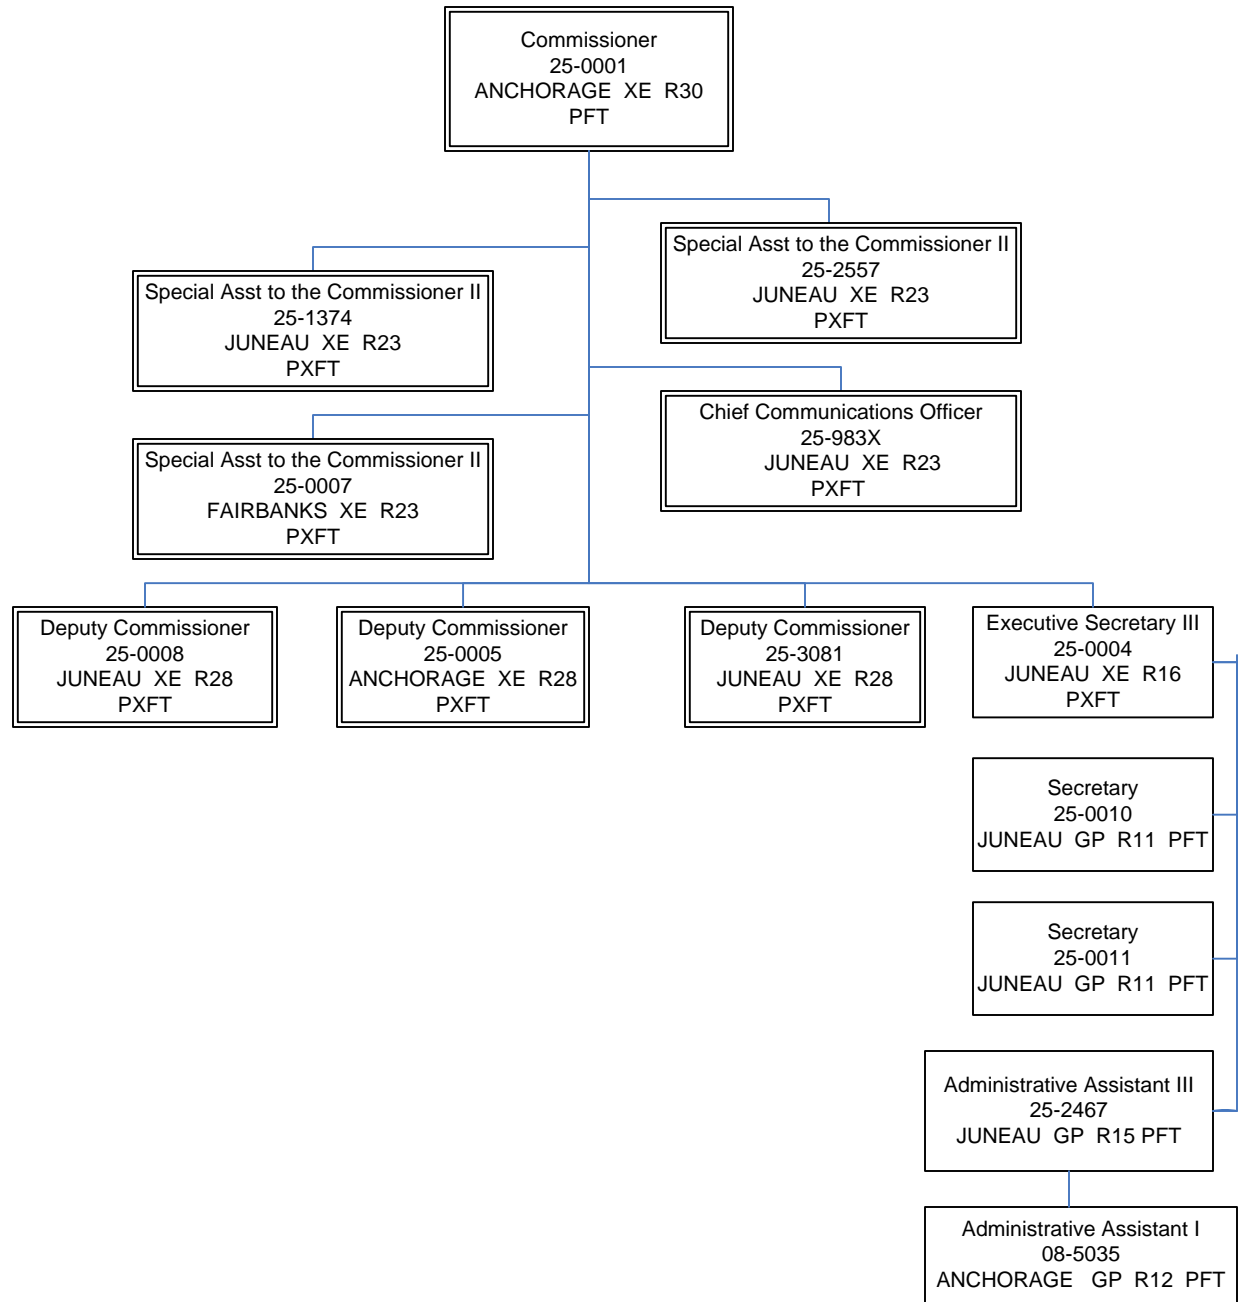 Commissioner
25-0001
ANCHORAGE XE R30
PFT
Special Asst to the Commissioner II
25-2557
JUNEAU XE R23
PXFT
Special Asst to the Commissioner II
25-1374
JUNEAU XE R23
PXFT
Chief Communications Officer
25-983X
JUNEAU XE R23
PXFT
Special Asst to the Commissioner II
25-0007
FAIRBANKS XE R23
PXFT
Deputy Commissioner
25-0008
JUNEAU XE R28
PXFT
Deputy Commissioner
25-0005
ANCHORAGE XE R28
PXFT
Deputy Commissioner
25-3081
JUNEAU XE R28
PXFT
Executive Secretary III
25-0004
JUNEAU XE R16
PXFT
Secretary
25-0010
JUNEAU GP R11 PFT
Secretary
25-0011
JUNEAU GP R11 PFT
Administrative Assistant III
25-2467
JUNEAU GP R15 PFT
Administrative Assistant I
08-5035
ANCHORAGE GP R12 PFT